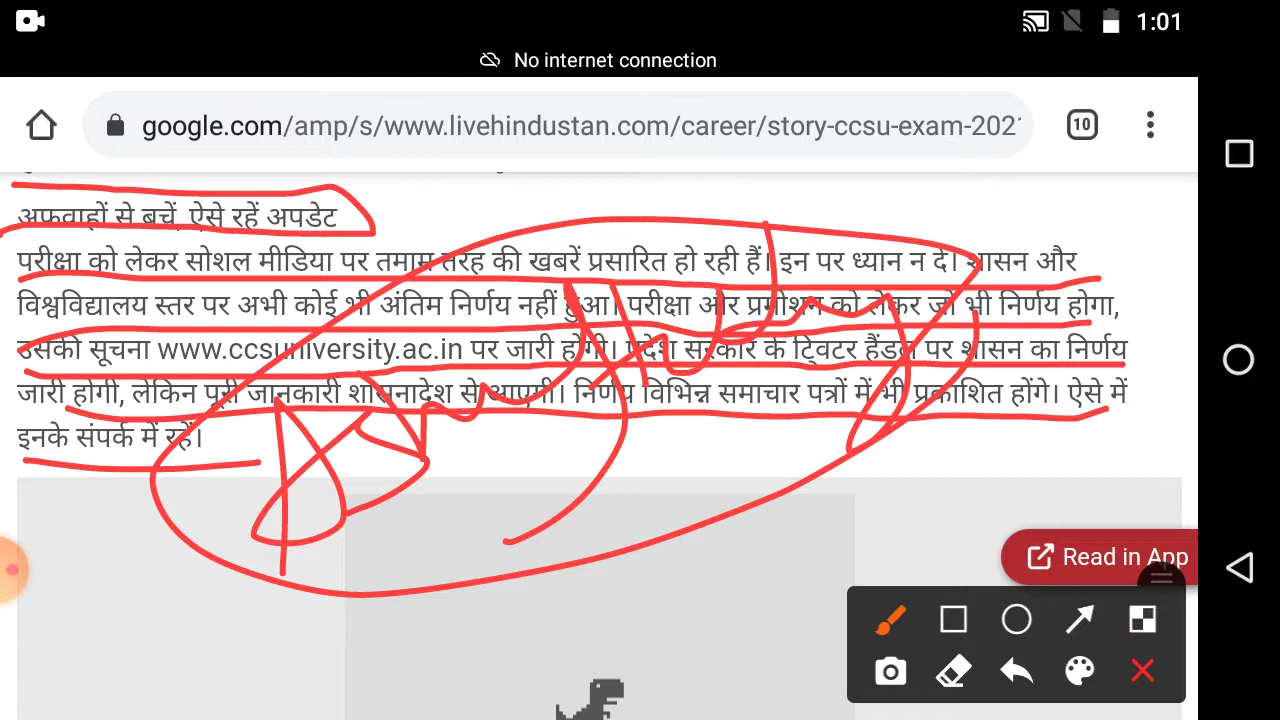 1:01
No internet connection
google.com/amp/s/www.livehindustan.com/career/story-ccsu-exam-202
10
अफवाहों से बचें, ऐसे रहें अपडेट
परीक्षा को लेकर सोशल मीडिया पर तमाम तरह की खबरें प्रसारित हो रही हैं। इन पर ध्यान न दें। शासन और
विश्वविद्यालय स्तर पर अभी कोई भी अंतिम निर्णय नहीं हुआ। परीक्षा और प्रमोशन को लेकर जो भी निर्णय होगा,
उसकी सूचना www.ccsuniversity.ac.in पर जारी होगी। प्रदेश सरकार के ट्विटर हैंडल पर शासन का निर्णय
जारी होगी, लेकिन पूरी जानकारी शासनादेश से आएगी। निर्णय विभिन्न समाचार पत्रों में भी प्रकाशित होंगे। ऐसे में
इनके संपर्क में रहें।
Read in App